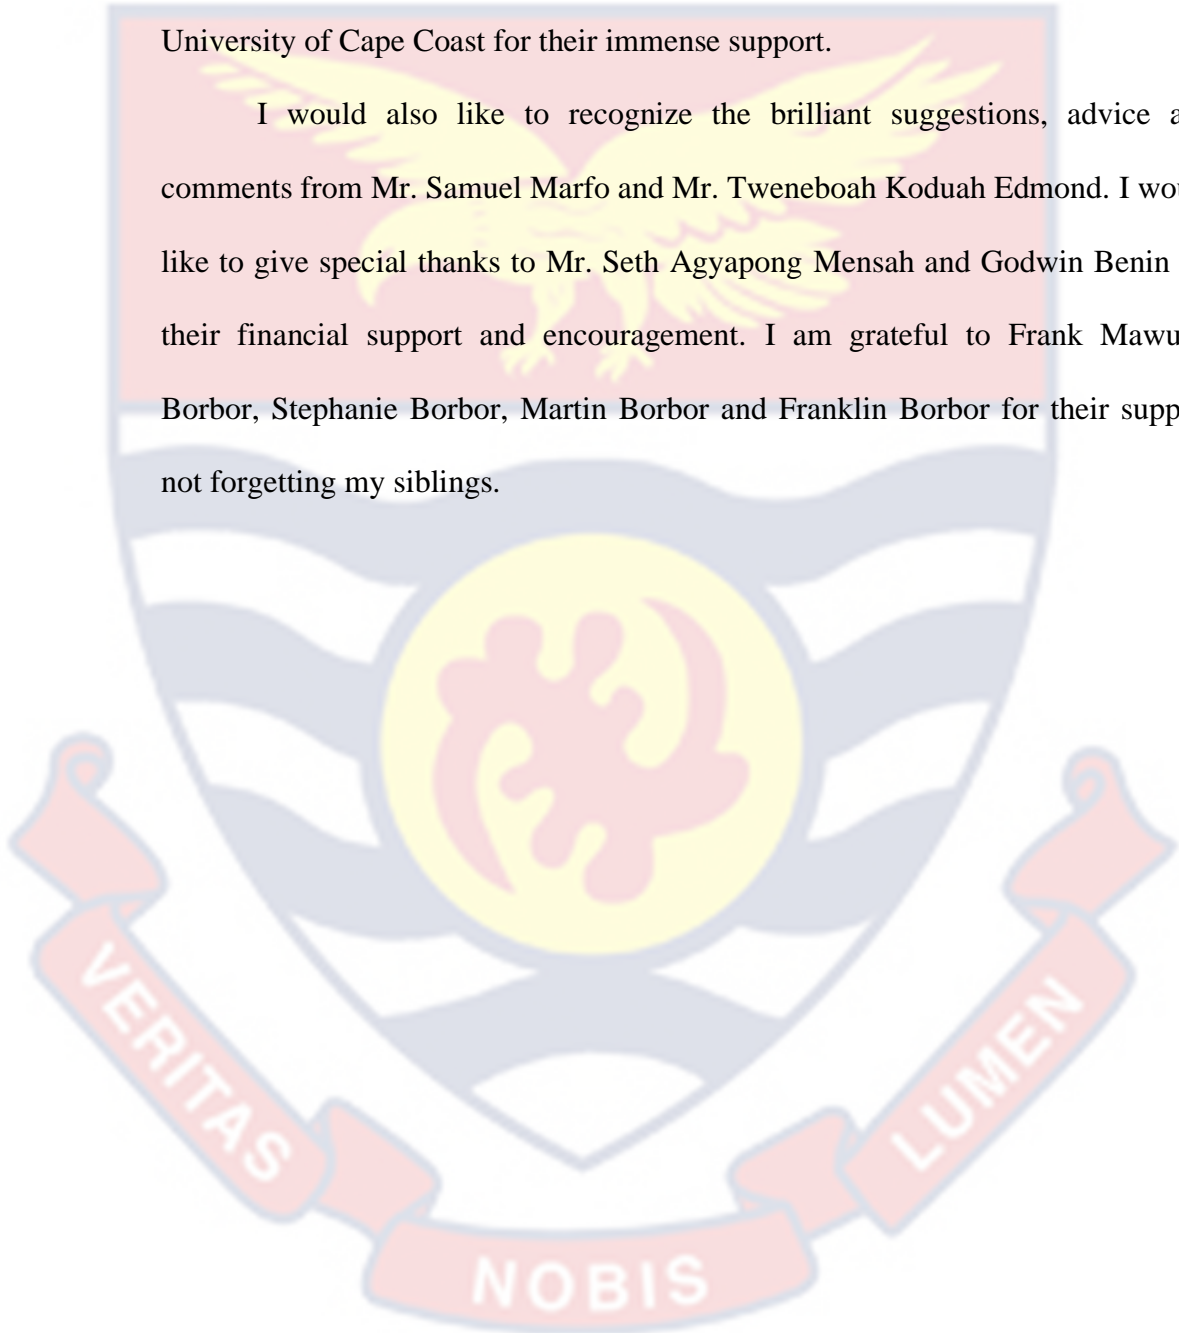 University of Cape Coast for their immense support.
I would also like to recognize the brilliant suggestions, advice a
comments from Mr. Samuel Marfo and Mr. Tweneboah Koduah Edmond. I wou
like to give special thanks to Mr. Seth Agyapong Mensah and Godwin Benin
their financial support and encouragement. I am grateful to Frank Mawu
Borbor, Stephanie Borbor, Martin Borbor and Franklin Borbor for their supp
not forgetting my siblings.
VERITAS
NOBIS
LUMEN